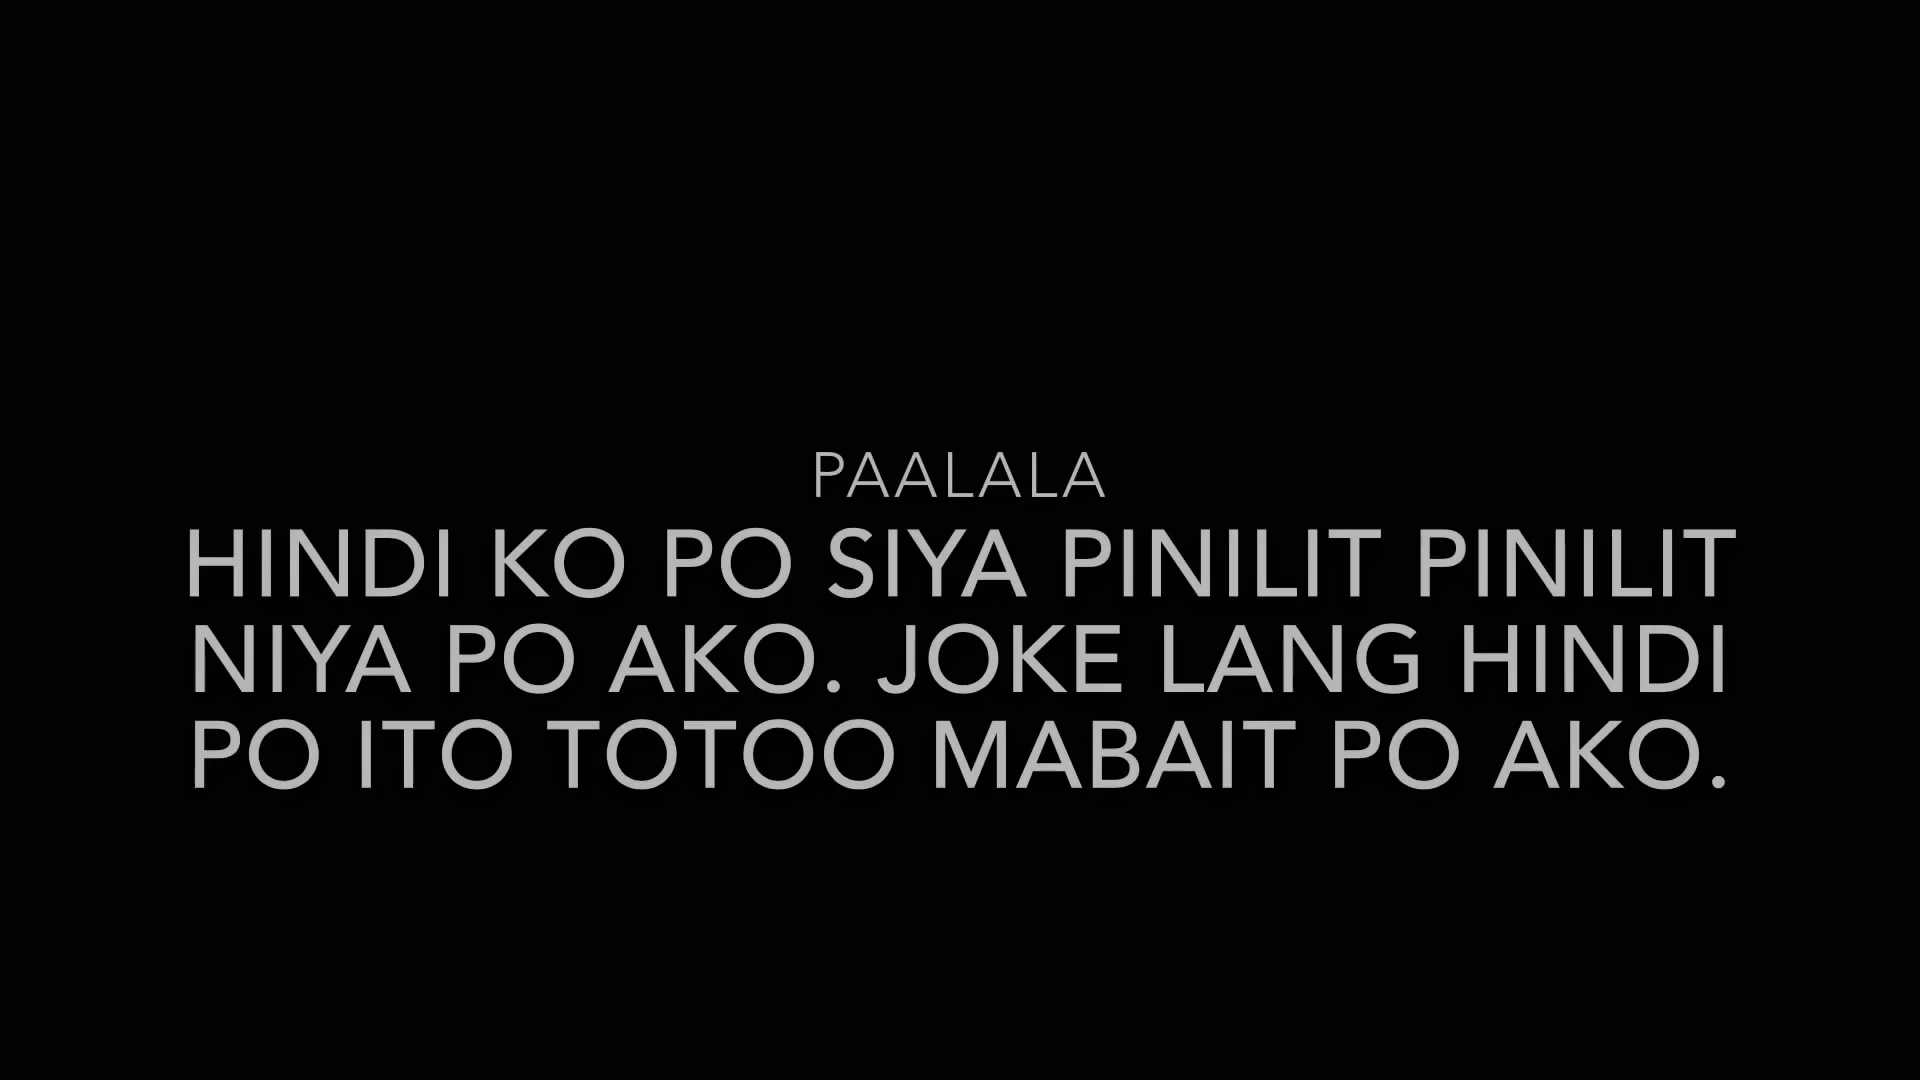 PAALALA
HINDI KO PO SIYA PINILIT PINILIT
NIYA PO AKO. JOKE LANG HINDI
PO ITO TOTOO MABAIT PO AKO.